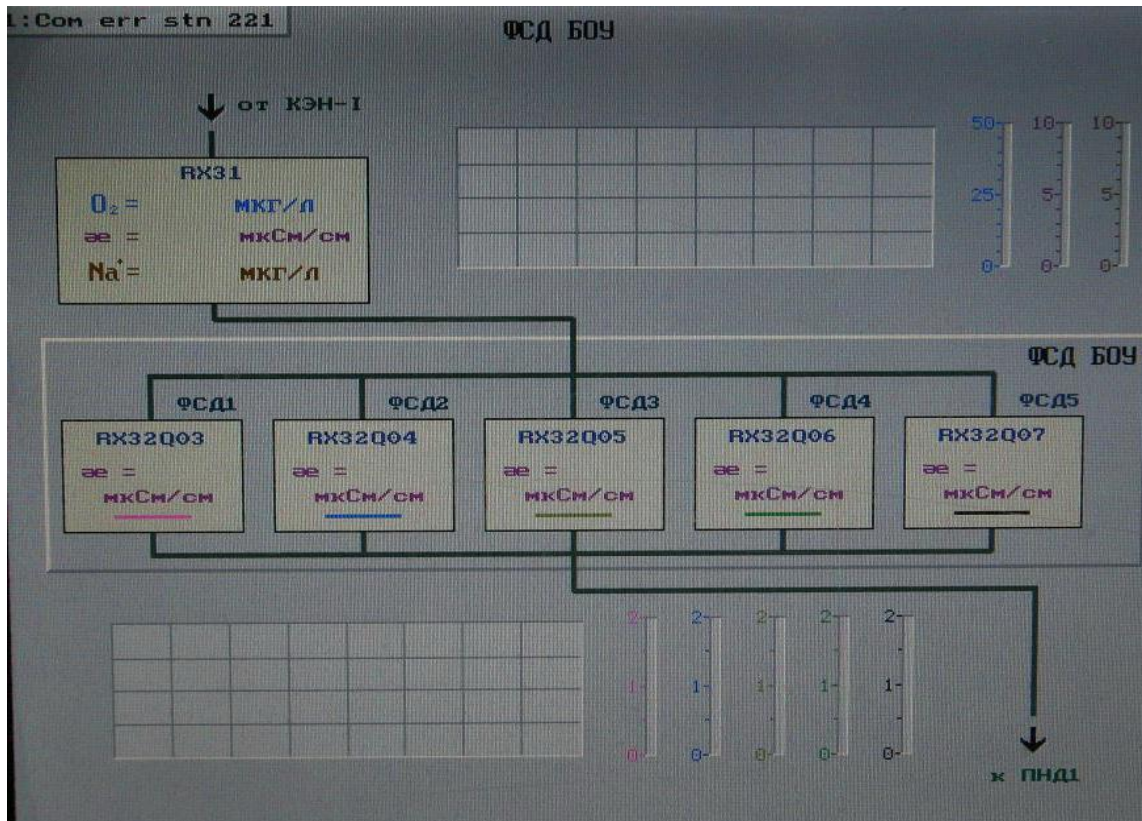 1:Com err stn 221
ФСД БОУ
от КЭН-I
RX31
O₂ = мкг/л
æ = мкСм/см
Na⁺= мкг/л
50 10 10
25 5 5
0 0 0
ФСД БОУ
ФСД1 ФСД2 ФСД3 ФСД4 ФСД5
RX32Q03 RX32Q04 RX32Q05 RX32Q06 RX32Q07
æ = æ = æ = æ = æ =
мкСм/см мкСм/см мкСм/см мкСм/см мкСм/см
2 2 2 2 2
1 1 1 1 1
0 0 0 0 0
к ПНД1